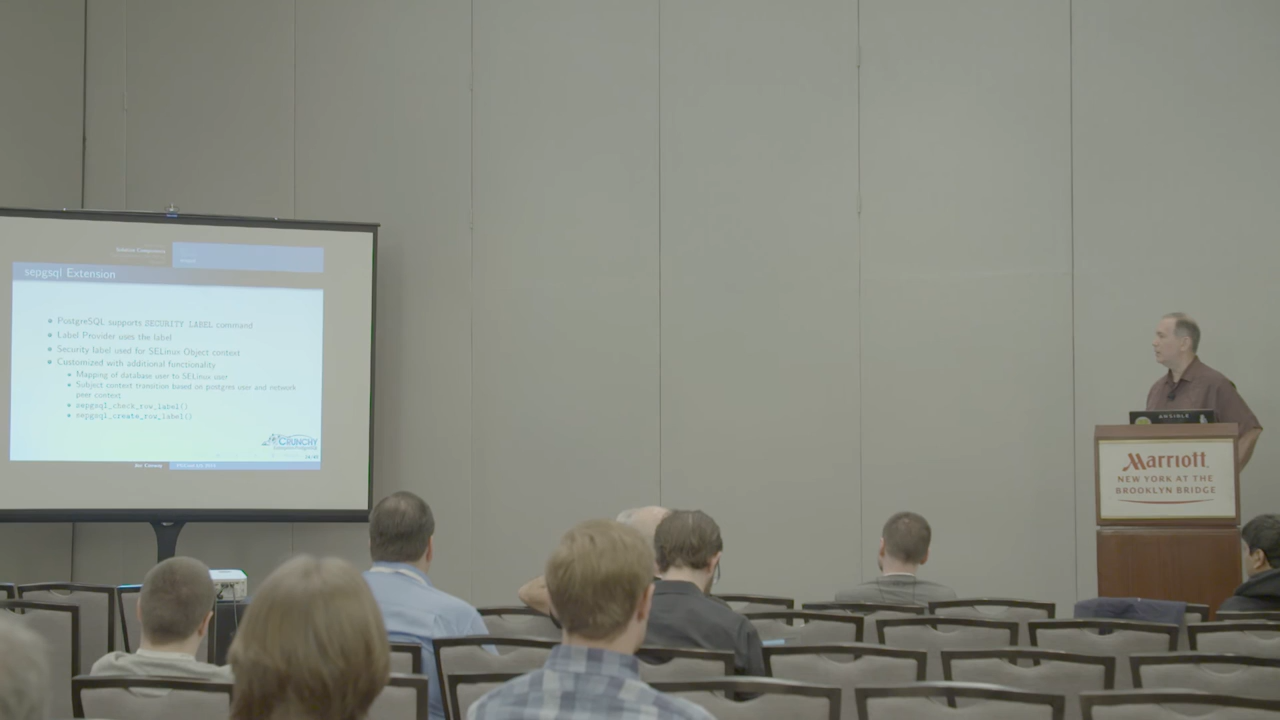 sepgsql Extension
PostgreSQL supports SECURITY LABEL command
Label Provider uses the label
Security label used for SELinux Object context
Customized with additional functionality
Mapping of database user to SELinux user
Subject context transition based on postgres user and network
peer context
sepgsql_check_row_label()
sepgsql_create_row_label()
CRUNCHY
ANSIBLE
Marriott
NEW YORK AT THE
BROOKLYN BRIDGE